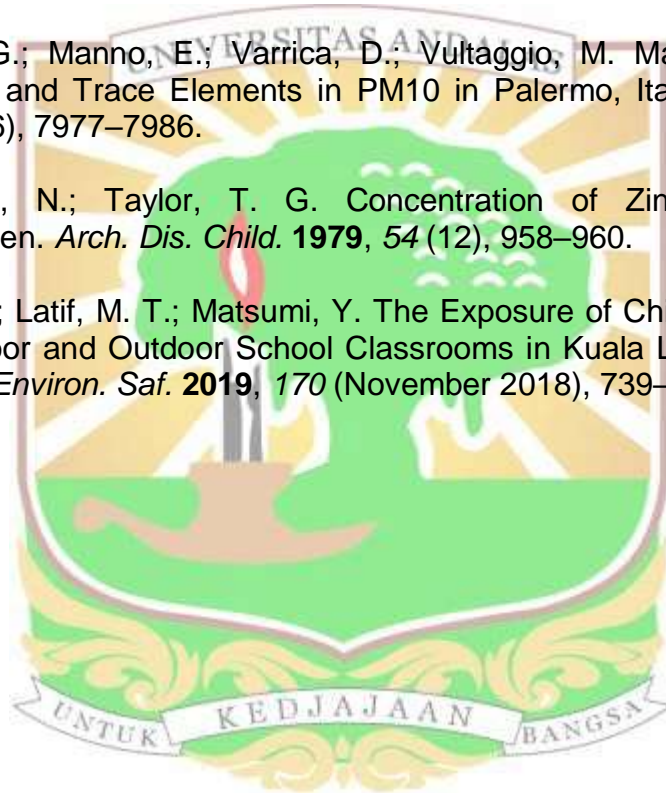 UNIVERSITAS ANDALAS
G.; Manno, E.; Varrica, D.; Vultaggio, M. Ma
and Trace Elements in PM10 in Palermo, Ita
6), 7977–7986.
, N.; Taylor, T. G. Concentration of Zin
en. Arch. Dis. Child. 1979, 54 (12), 958–960.
; Latif, M. T.; Matsumi, Y. The Exposure of Ch
oor and Outdoor School Classrooms in Kuala L
Environ. Saf. 2019, 170 (November 2018), 739–
UNTUK KEDJAJAAN BANGSA